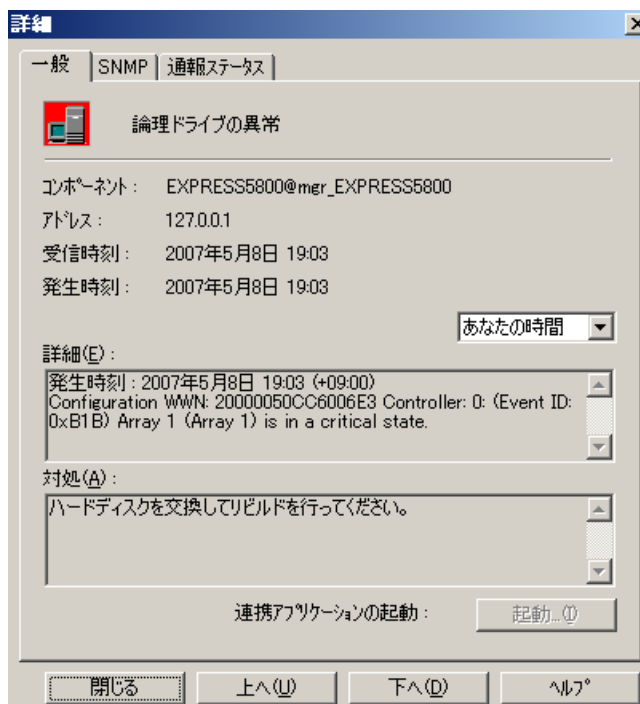 詳細
一般 SNMP 通報ステータス
論理ドライブの異常
コンポーネント : EXPRESS5800@mgr_EXPRESS5800
アドレス : 127.0.0.1
受信時刻 : 2007年5月8日 19:03
発生時刻 : 2007年5月8日 19:03
あなたの時間
詳細(E) :
発生時刻 : 2007年5月8日 19:03 (+09:00)
Configuration WWN: 20000050CC6006E3 Controller: 0: (Event ID:
0xB1B) Array 1 (Array 1) is in a critical state.
対処(A) :
ハードディスクを交換してリビルドを行ってください。
連携アプリケーションの起動 : 起動...(I)
閉じる 上へ(U) 下へ(D) ヘルプ